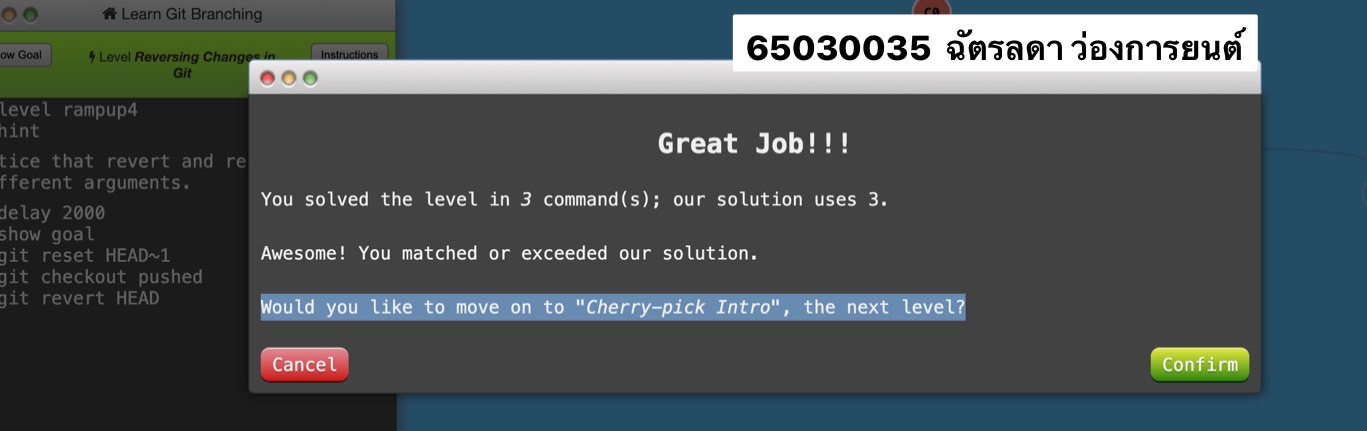 Learn Git Branching
C0
65030035 ฉัตรลดา ว่องการยนต์
ow Goal
Level Reversing Changes in
Git
Instructions
level rampup4
hint
tice that revert and re
fferent arguments.
delay 2000
show goal
git reset HEAD~1
git checkout pushed
git revert HEAD
Great Job!!!
You solved the level in 3 command(s); our solution uses 3.
Awesome! You matched or exceeded our solution.
Would you like to move on to "Cherry-pick Intro", the next level?
Cancel
Confirm